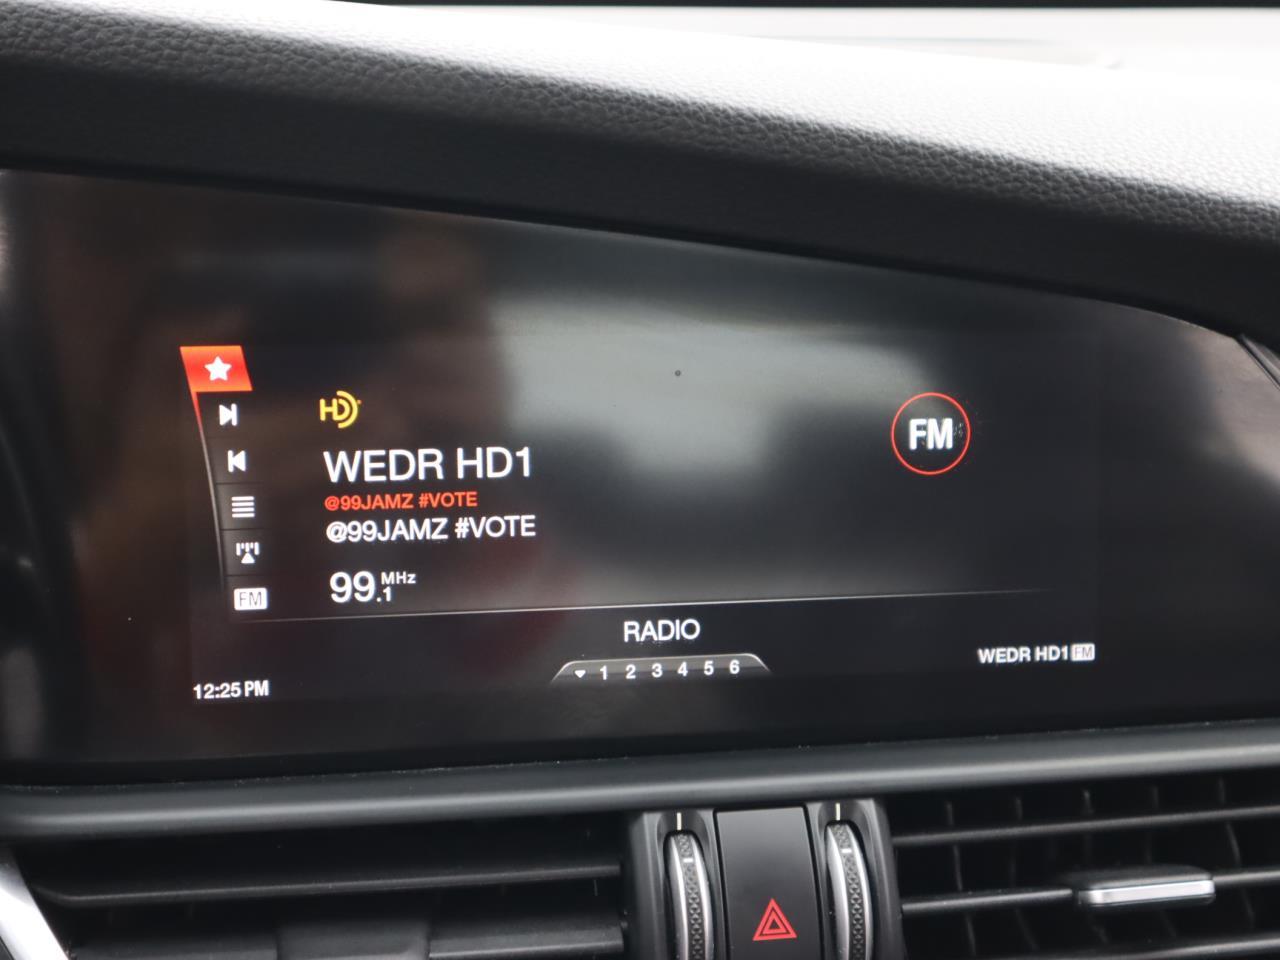 HD
WEDR HD1
@99JAMZ #VOTE
@99JAMZ #VOTE
99.1 MHz
FM
FM
RADIO
1 2 3 4 5 6
WEDR HD1 FM
12:25 PM